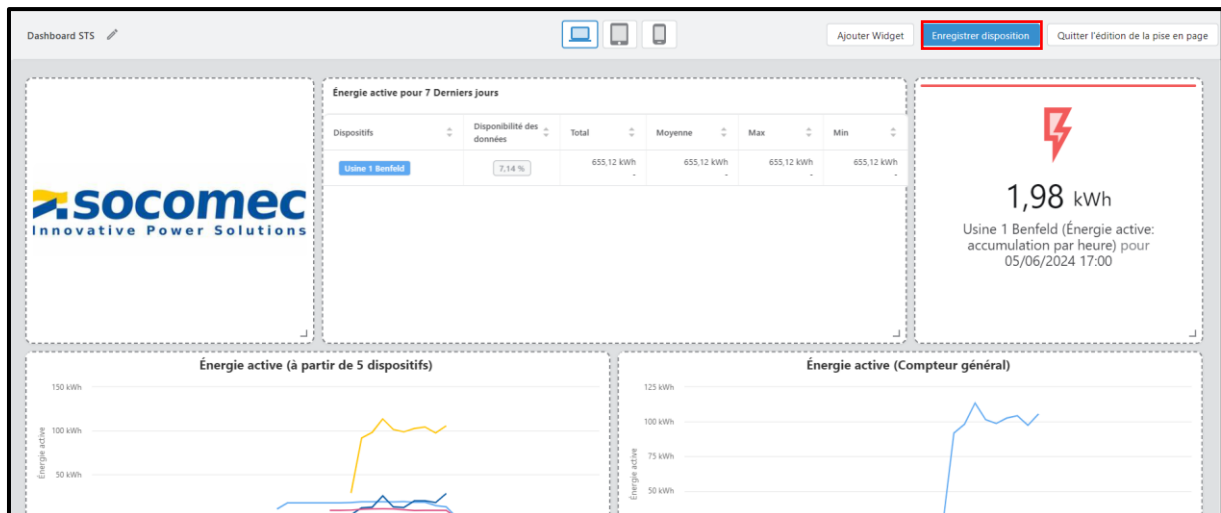 Dashboard STS
Ajouter Widget
Enregistrer disposition
Quitter l'édition de la pise en page
socomec
Innovative Power Solutions
Énergie active pour 7 Derniers jours
Dispositifs
Disponibilité des
données
Total
Moyenne
Max
Min
Usine 1 Benfeld
7,14 %
655,12 kWh
-
655,12 kWh
-
655,12 kWh
-
655,12 kWh
-
1,98 kWh
Usine 1 Benfeld (Énergie active:
accumulation par heure) pour
05/06/2024 17:00
Énergie active (à partir de 5 dispositifs)
150 kWh
100 kWh
50 kWh
Énergie active
Énergie active (Compteur général)
125 kWh
100 kWh
75 kWh
50 kWh
Énergie active